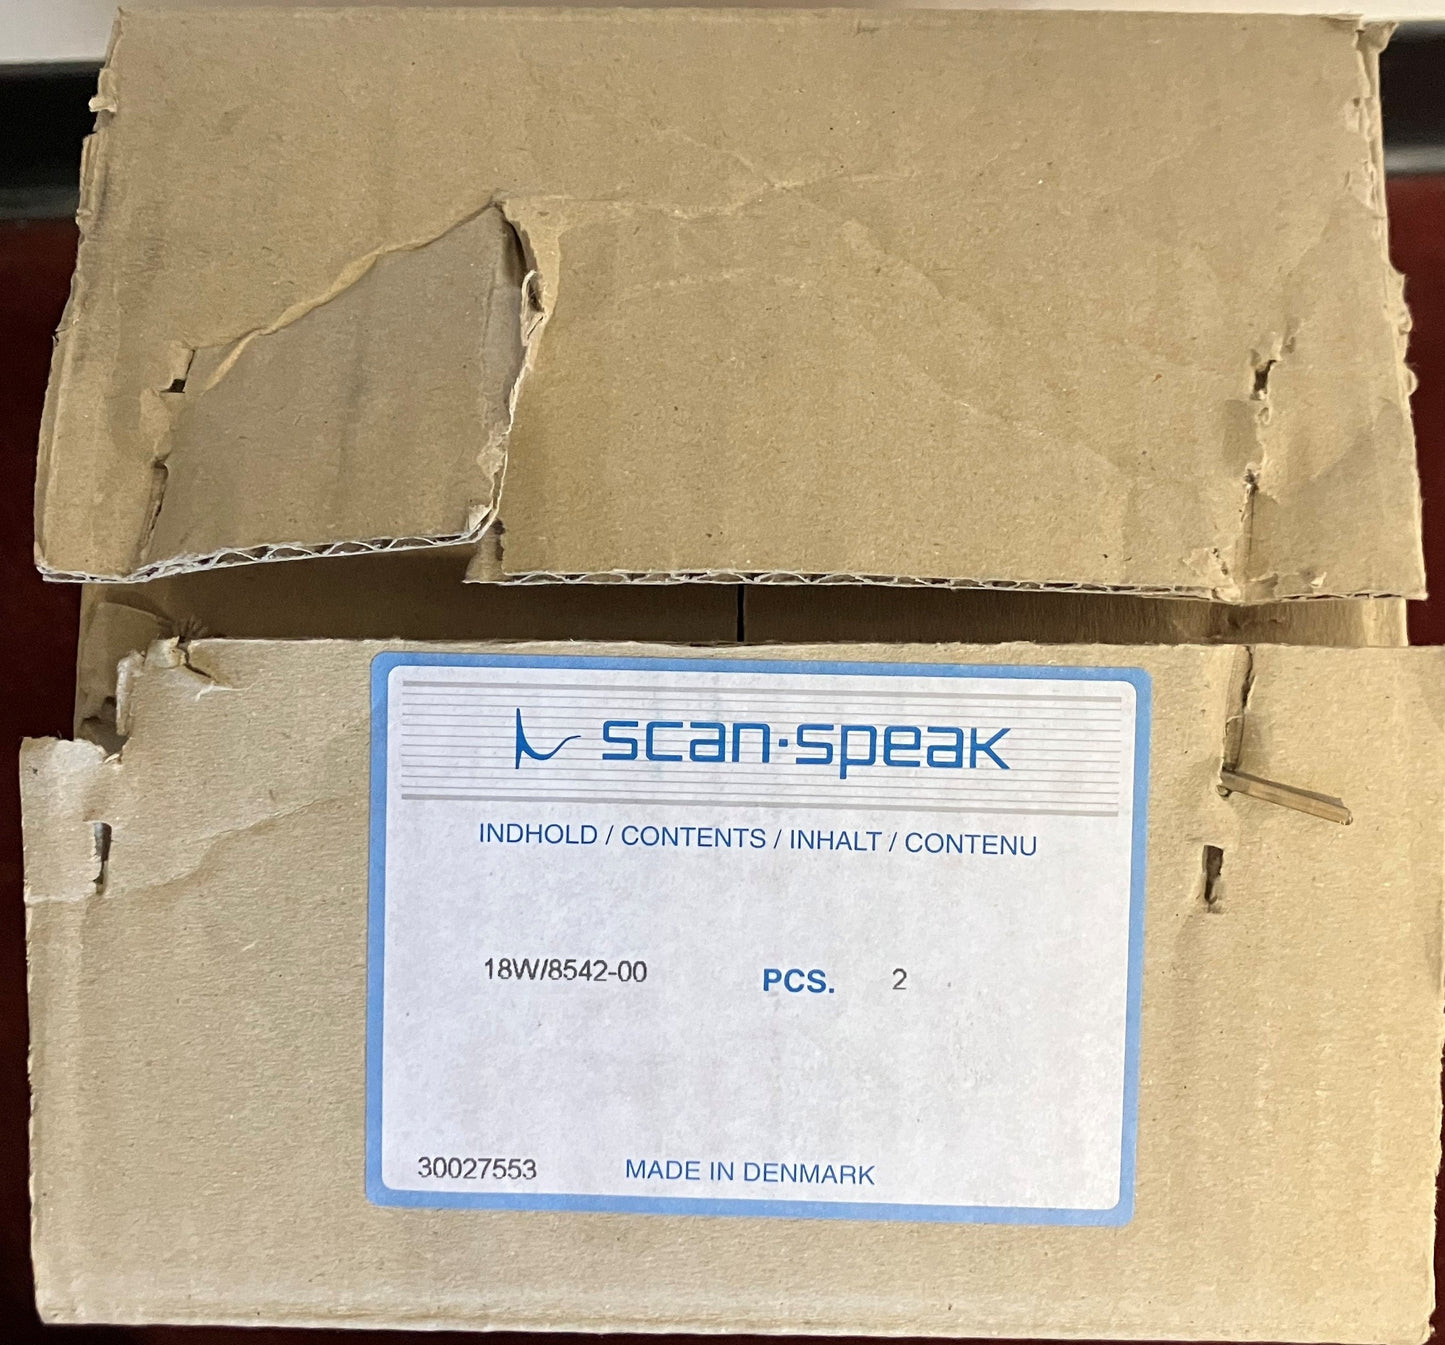 scan-speak
INDHOLD / CONTENTS / INHALT / CONTENU
18W/8542-00 PCS. 2
30027553 MADE IN DENMARK